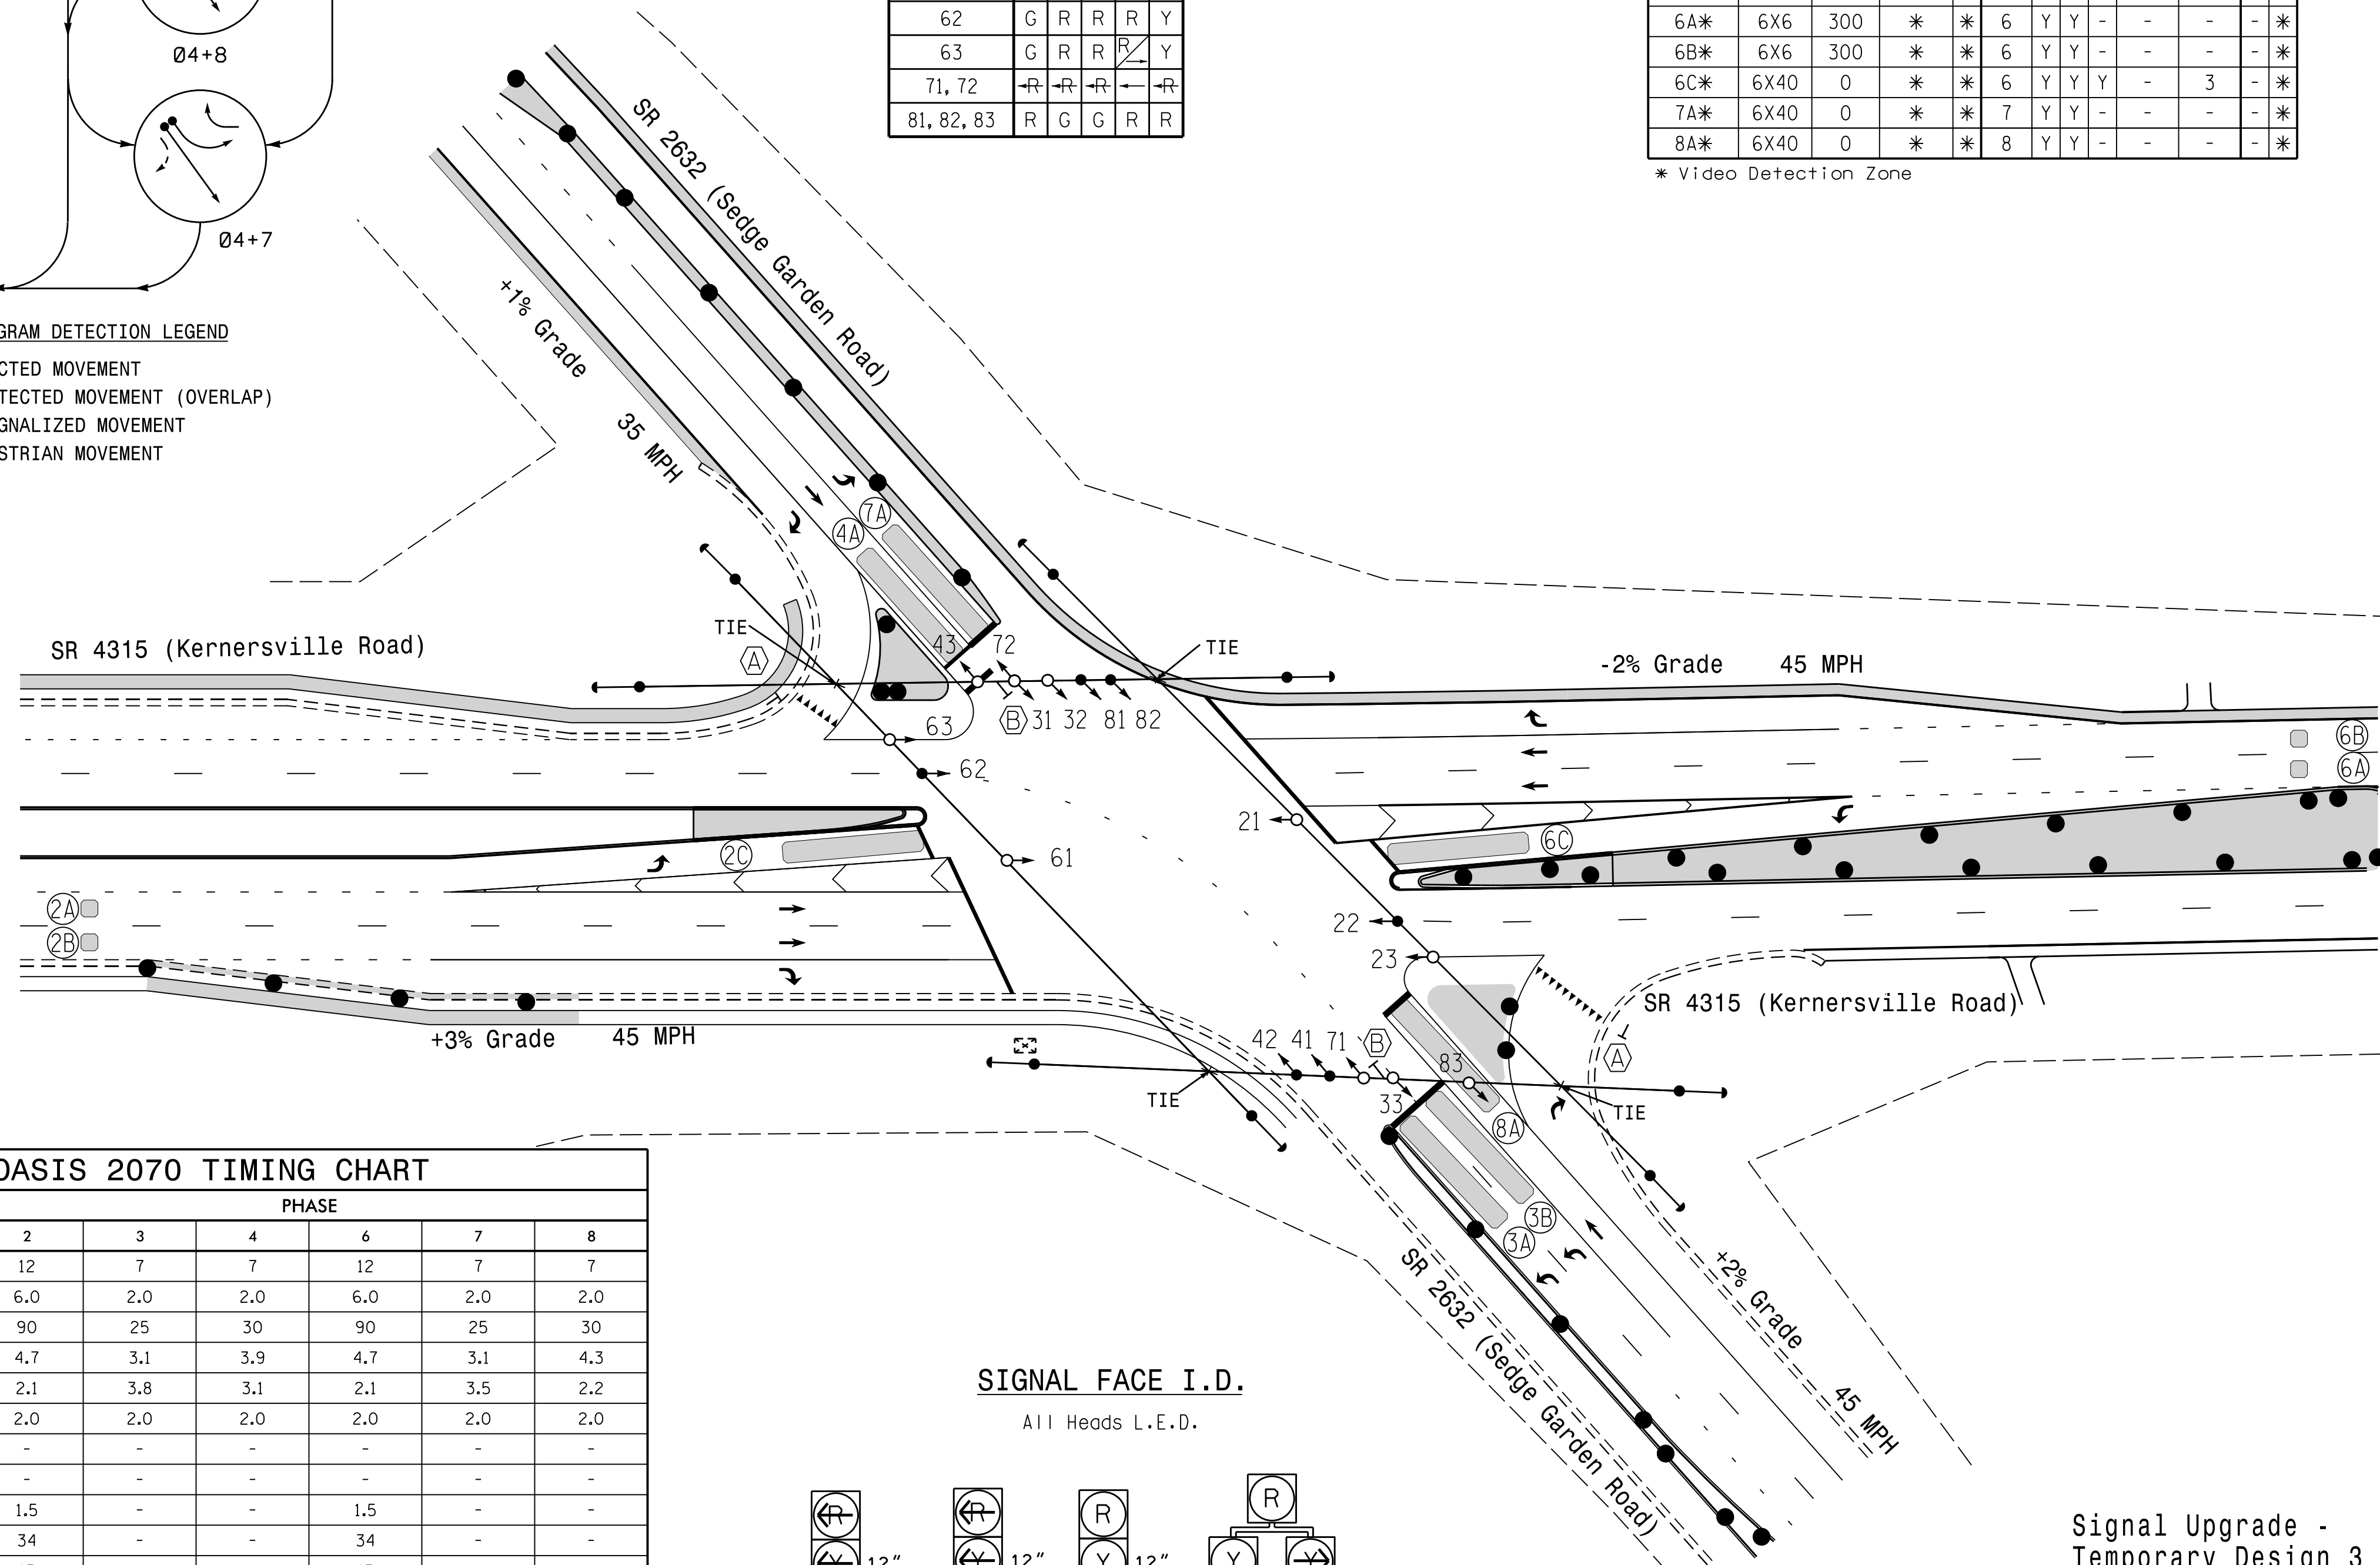 Ø4+8
Ø4+7
GRAM DETECTION LEGEND
CTED MOVEMENT
TECTED MOVEMENT (OVERLAP)
GNALIZED MOVEMENT
STRIAN MOVEMENT
62 G R R R Y
63 G R R R Y
71, 72 R R R R
81, 82, 83 R G G R R
6A* 6X6 300 * * 6 Y Y - - - - *
6B* 6X6 300 * * 6 Y Y - - - - *
6C* 6X40 0 * * 6 Y Y Y - 3 - *
7A* 6X40 0 * * 7 Y Y - - - - *
8A* 6X40 0 * * 8 Y Y - - - - *
* Video Detection Zone
SR 2632 (Sedge Garden Road)
+1% Grade
35 MPH
7A
4A
TIE
A
43 72
TIE
SR 4315 (Kernersville Road)
-2% Grade 45 MPH
63
B 31 32 81 82
62
6B
6A
21
6C
2C
61
22
2A
2B
23
SR 4315 (Kernersville Road)
+3% Grade 45 MPH
42 41 71 B
83
A
TIE
33
TIE
8A
3B
3A
SR 2632 (Sedge Garden Road)
+2% Grade
45 MPH
OASIS 2070 TIMING CHART
PHASE
2 3 4 6 7 8
12 7 7 12 7 7
6.0 2.0 2.0 6.0 2.0 2.0
90 25 30 90 25 30
4.7 3.1 3.9 4.7 3.1 4.3
2.1 3.8 3.1 2.1 3.5 2.2
2.0 2.0 2.0 2.0 2.0 2.0
- - - - - -
- - - - - -
1.5 - - 1.5 - -
34 - - 34 - -
SIGNAL FACE I.D.
All Heads L.E.D.
R R R R
Y 12" Y 12" Y 12" Y Y
Signal Upgrade -
Temporary Design 3